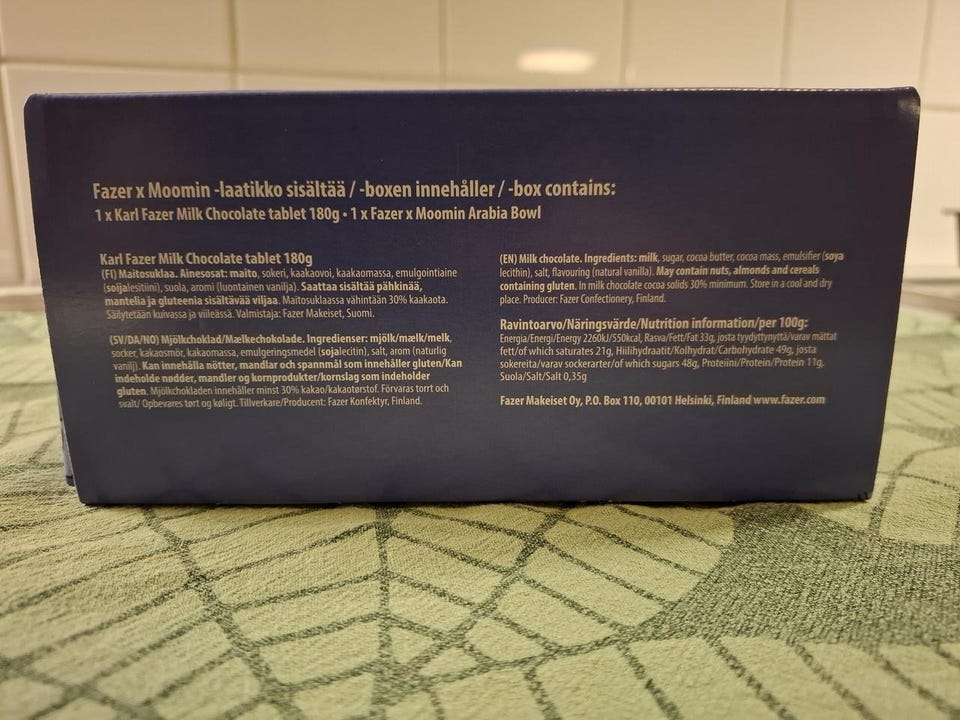 Fazer x Moomin -laatikko sisältää / -boxen innehåller / -box contains:
1 x Karl Fazer Milk Chocolate tablet 180g • 1 x Fazer x Moomin Arabia Bowl
Karl Fazer Milk Chocolate tablet 180g
(FI) Maitosuklaa. Ainesosat: maito, sokeri, kaakaovoi, kaakaomassa, emulgointiaine
(soijalesitiini), suola, aromi (luontainen vanilja). Saattaa sisältää pähkinää,
mantelia ja gluteenia sisältävää viljaa. Maitosuklaassa vähintään 30% kaakaota.
Säilytetään kuivassa ja viileässä. Valmistaja: Fazer Makeiset, Suomi.
(SV/DA/NO) Mjölkchoklad/Mælkechokolade. Ingredienser: mjölk/mælk/melk,
socker, kakaosmör, kakaomassa, emulgeringsmedel (sojalecitin), salt, arom (naturlig
vanilj). Kan innehålla nötter, mandlar och spannmål som innehåller gluten/Kan
indeholde nødder, mandler og kornprodukter/kornslag som indeholder
gluten. Mjölkchokladen innehåller minst 30% kakao/kakaotørstof. Förvaras torrt och
svalt/ Opbevares tørt og køligt. Tillverkare/Producent: Fazer Konfektyr, Finland.
(EN) Milk chocolate. Ingredients: milk, sugar, cocoa butter, cocoa mass, emulsifier (soya
lecithin), salt, flavouring (natural vanilla). May contain nuts, almonds and cereals
containing gluten. In milk chocolate cocoa solids 30% minimum. Store in a cool and dry
place. Producer: Fazer Confectionery, Finland.
Ravintoarvo/Näringsvärde/Nutrition information/per 100g:
Energia/Energi/Energy 2260kJ/550kcal, Rasva/Fett/Fat 33g, josta tyydyttynyttä/varav mättat
fett/of which saturates 21g, Hiilihydraatit/Kolhydrat/Carbohydrate 49g, josta
sokereita/varav sockerarter/of which sugars 48g, Proteiini/Protein/Protein 11g,
Suola/Salt/Salt 0,35g
Fazer Makeiset Oy, P.O. Box 110, 00101 Helsinki, Finland www.fazer.com